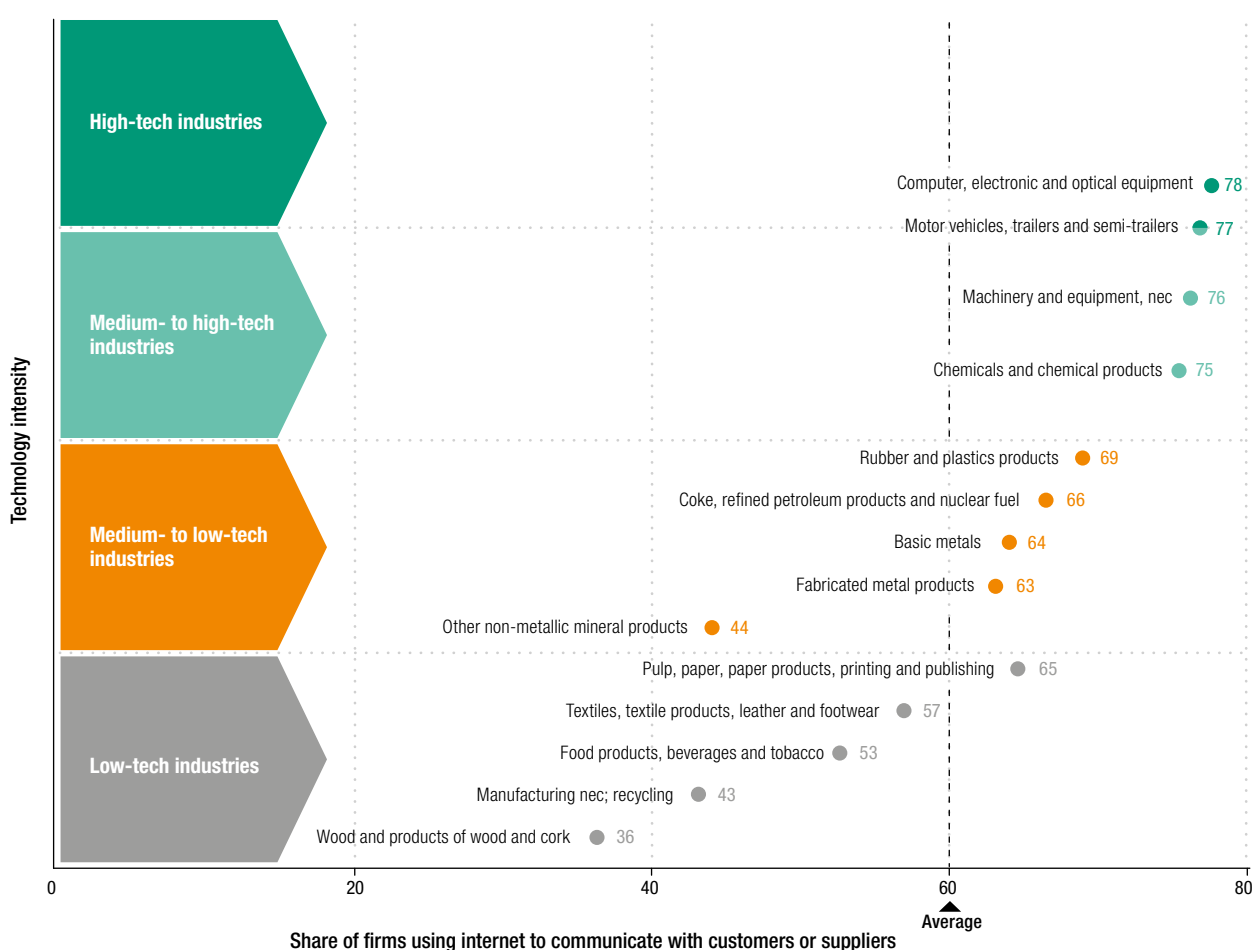 Technology intensity
High-tech industries
Computer, electronic and optical equipment 78
Motor vehicles, trailers and semi-trailers 77
Medium- to high-tech
industries
Machinery and equipment, nec 76
Chemicals and chemical products 75
Medium- to low-tech
industries
Rubber and plastics products 69
Coke, refined petroleum products and nuclear fuel 66
Basic metals 64
Fabricated metal products 63
Other non-metallic mineral products 44
Low-tech industries
Pulp, paper, paper products, printing and publishing 65
Textiles, textile products, leather and footwear 57
Food products, beverages and tobacco 53
Manufacturing nec; recycling 43
Wood and products of wood and cork 36
0 20 40 60 80
Average
Share of firms using internet to communicate with customers or suppliers